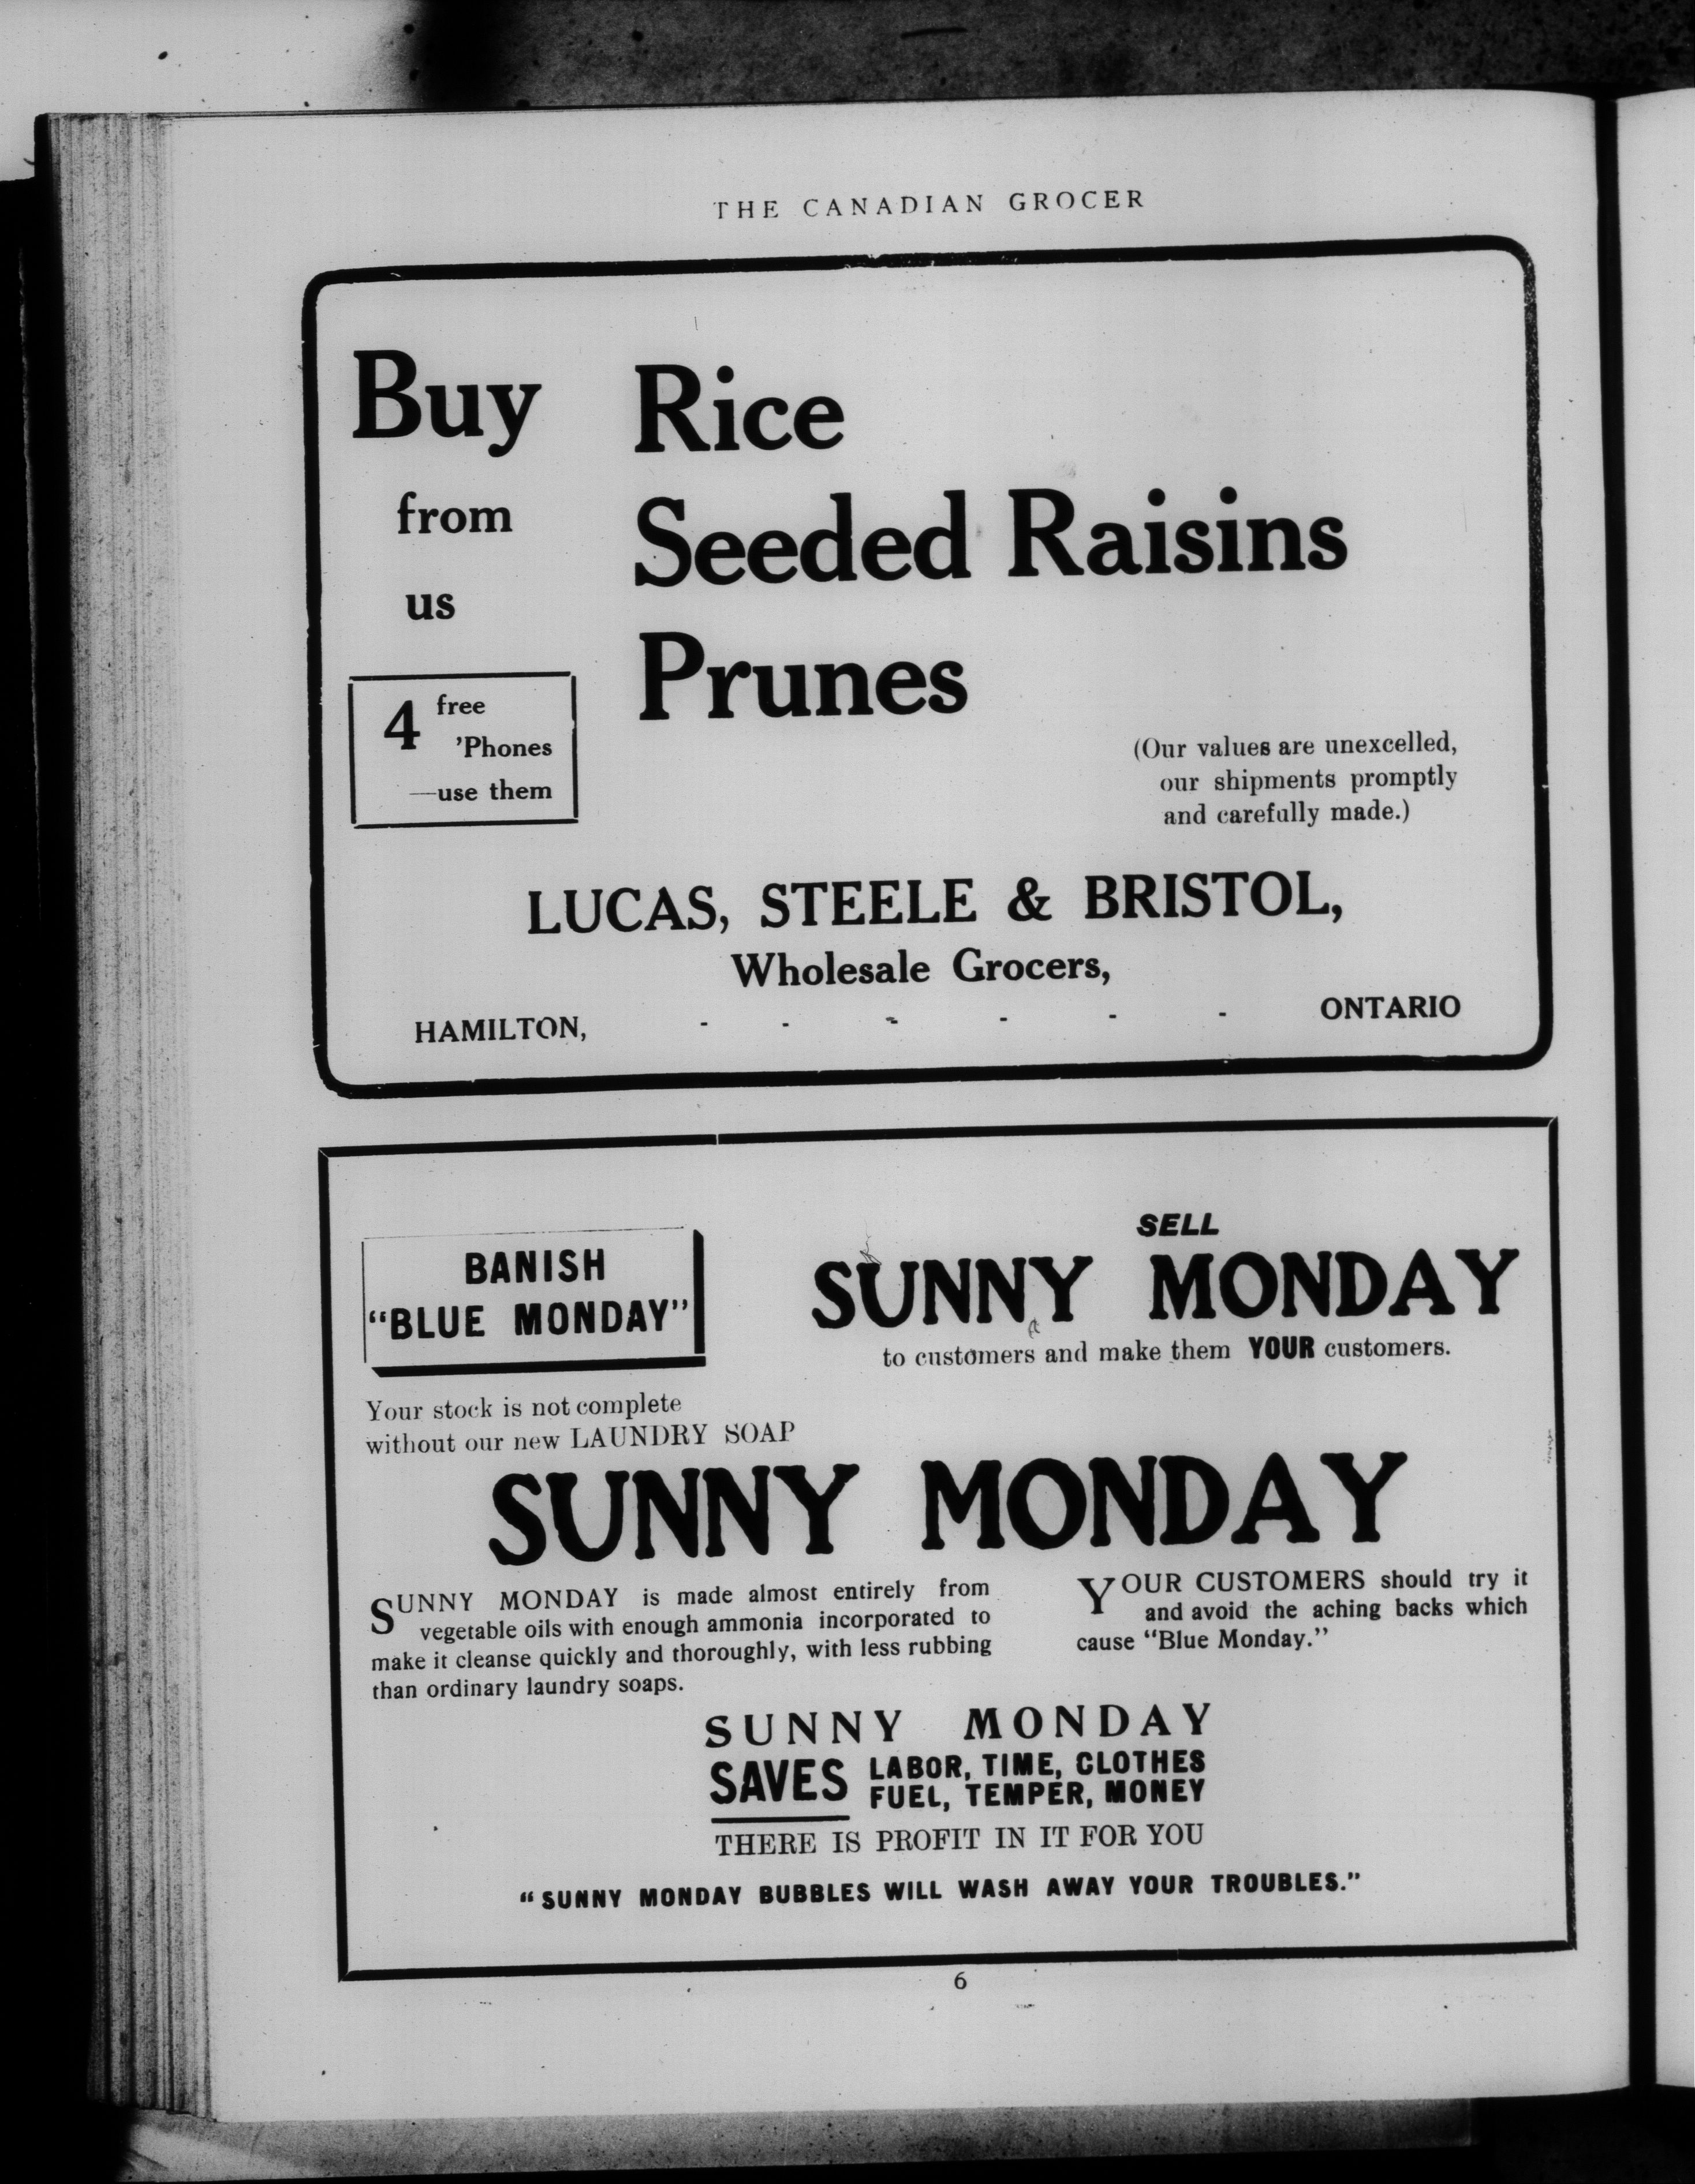 THE CANADIAN GROCER
Buy
from
us
4 free
'Phones
—use them
Rice
Seeded Raisins
Prunes
(Our values are unexcelled,
our shipments promptly
and carefully made.)
LUCAS, STEELE & BRISTOL,
Wholesale Grocers,
HAMILTON, - - - - - - ONTARIO
BANISH
“BLUE MONDAY”
SELL
SUNNY MONDAY
to customers and make them YOUR customers.
Your stock is not complete
without our new LAUNDRY SOAP
SUNNY MONDAY
SUNNY MONDAY is made almost entirely from
vegetable oils with enough ammonia incorporated to
make it cleanse quickly and thoroughly, with less rubbing
than ordinary laundry soaps.
YOUR CUSTOMERS should try it
and avoid the aching backs which
cause “Blue Monday.”
SUNNY MONDAY
SAVES LABOR, TIME, CLOTHES
FUEL, TEMPER, MONEY
THERE IS PROFIT IN IT FOR YOU
“SUNNY MONDAY BUBBLES WILL WASH AWAY YOUR TROUBLES.”
6